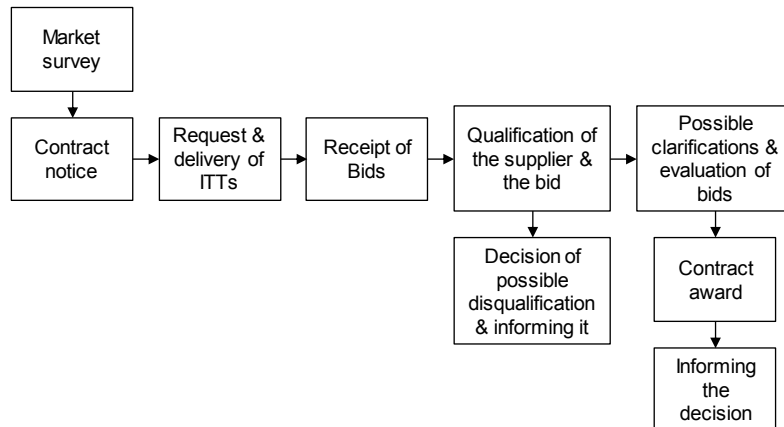 Market
survey
Contract
notice
Request &
delivery of
ITTs
Receipt of
Bids
Qualification of
the supplier &
the bid
Possible
clarifications &
evaluation of
bids
Decision of
possible
disqualification
& informing it
Contract
award
Informing
the
decision